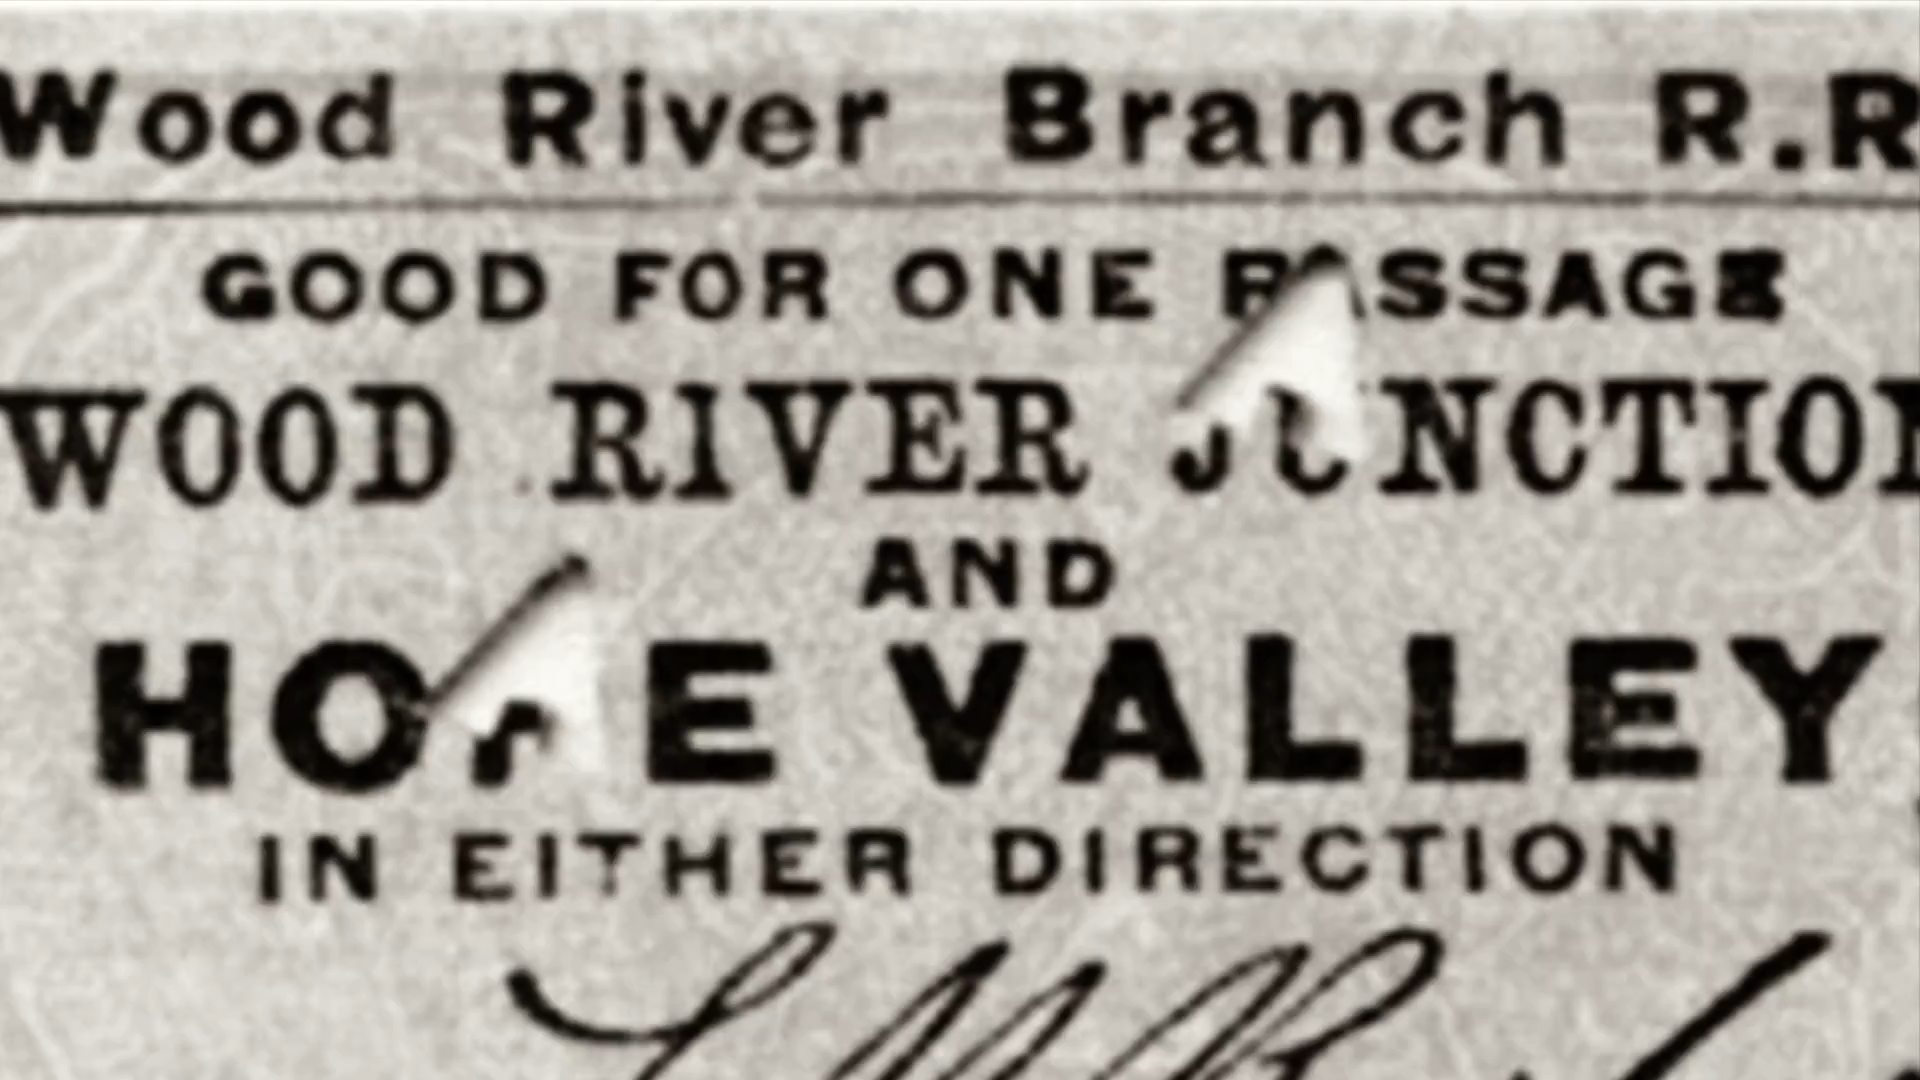 Wood River Branch R.R
GOOD FOR ONE PASSAGE
WOOD RIVER JUNCTION
AND
HOPE VALLEY
IN EITHER DIRECTION